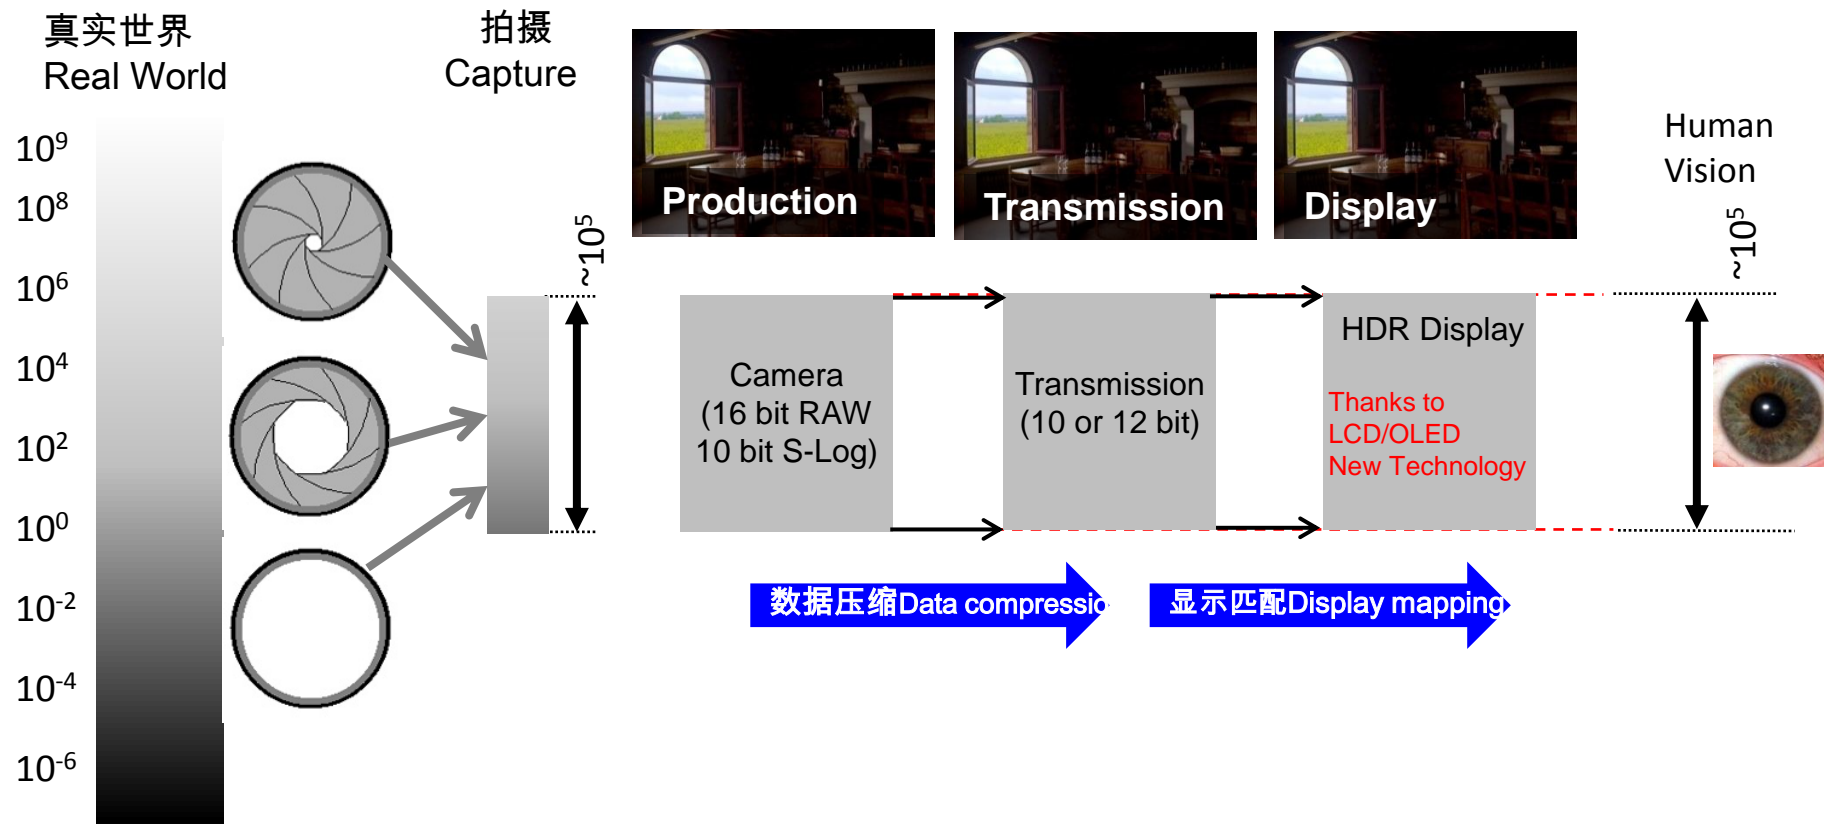 真实世界
Real World
拍摄
Capture
Production
Transmission
Display
Human
Vision
10⁹
10⁸
10⁶
10⁴
10²
10⁰
10⁻²
10⁻⁴
10⁻⁶
~10⁵
Camera
(16 bit RAW
10 bit S-Log)
Transmission
(10 or 12 bit)
HDR Display
Thanks to
LCD/OLED
New Technology
~10⁵
数据压缩Data compressio
显示匹配Display mapping